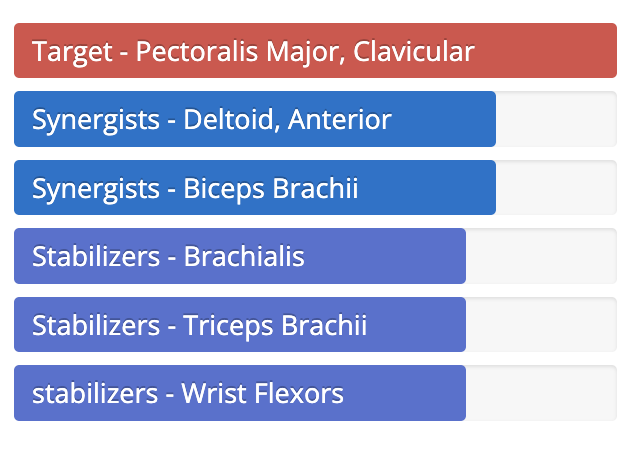 Target - Pectoralis Major, Clavicular
Synergists - Deltoid, Anterior
Synergists - Biceps Brachii
Stabilizers - Brachialis
Stabilizers - Triceps Brachii
stabilizers - Wrist Flexors